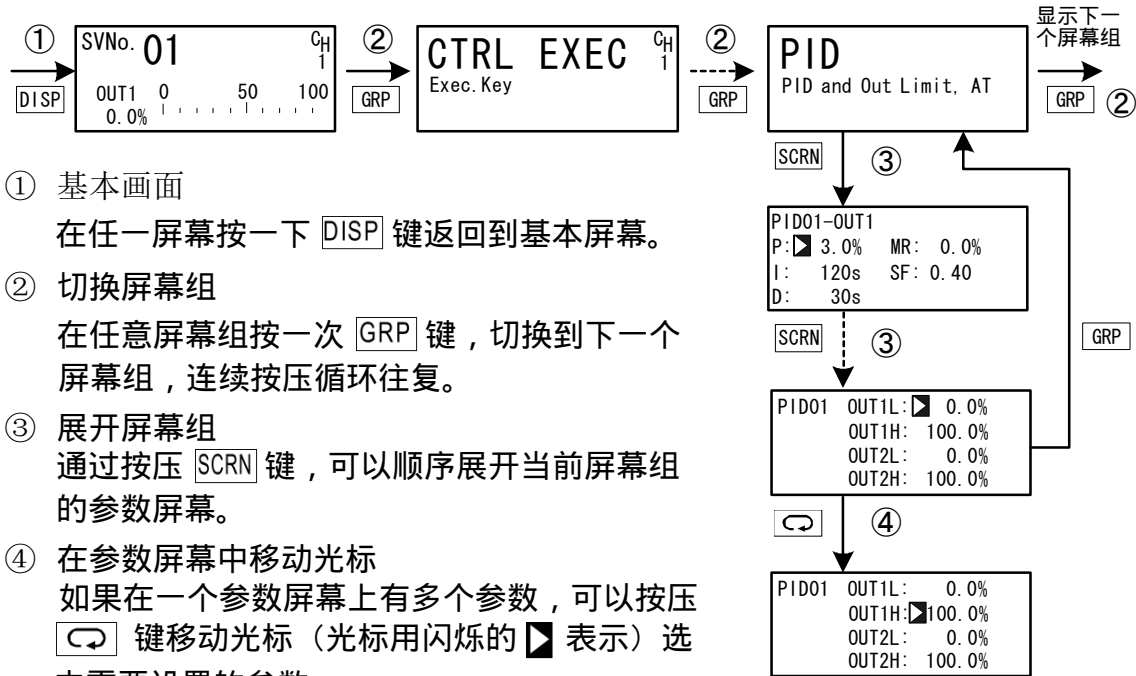 ① SVNo. 01 CH 1
OUT1 0 50 100
0.0%
DISP
② GRP
CTRL EXEC CH 1
Exec. Key
② GRP
PID
PID and Out Limit, AT
显示下一
个屏幕组
GRP ②
SCRN ③
PID01-OUT1
P: 3.0% MR: 0.0%
I: 120s SF: 0.40
D: 30s
SCRN ③
GRP
PID01 OUT1L: 0.0%
OUT1H: 100.0%
OUT2L: 0.0%
OUT2H: 100.0%
④
PID01 OUT1L: 0.0%
OUT1H: 100.0%
OUT2L: 0.0%
OUT2H: 100.0%
① 基本画面
在任一屏幕按一下 DISP 键返回到基本屏幕。
② 切换屏幕组
在任意屏幕组按一次 GRP 键，切换到下一个
屏幕组，连续按压循环往复。
③ 展开屏幕组
通过按压 SCRN 键，可以顺序展开当前屏幕组
的参数屏幕。
④ 在参数屏幕中移动光标
如果在一个参数屏幕上有多个参数，可以按压
键移动光标（光标用闪烁的 表示）选